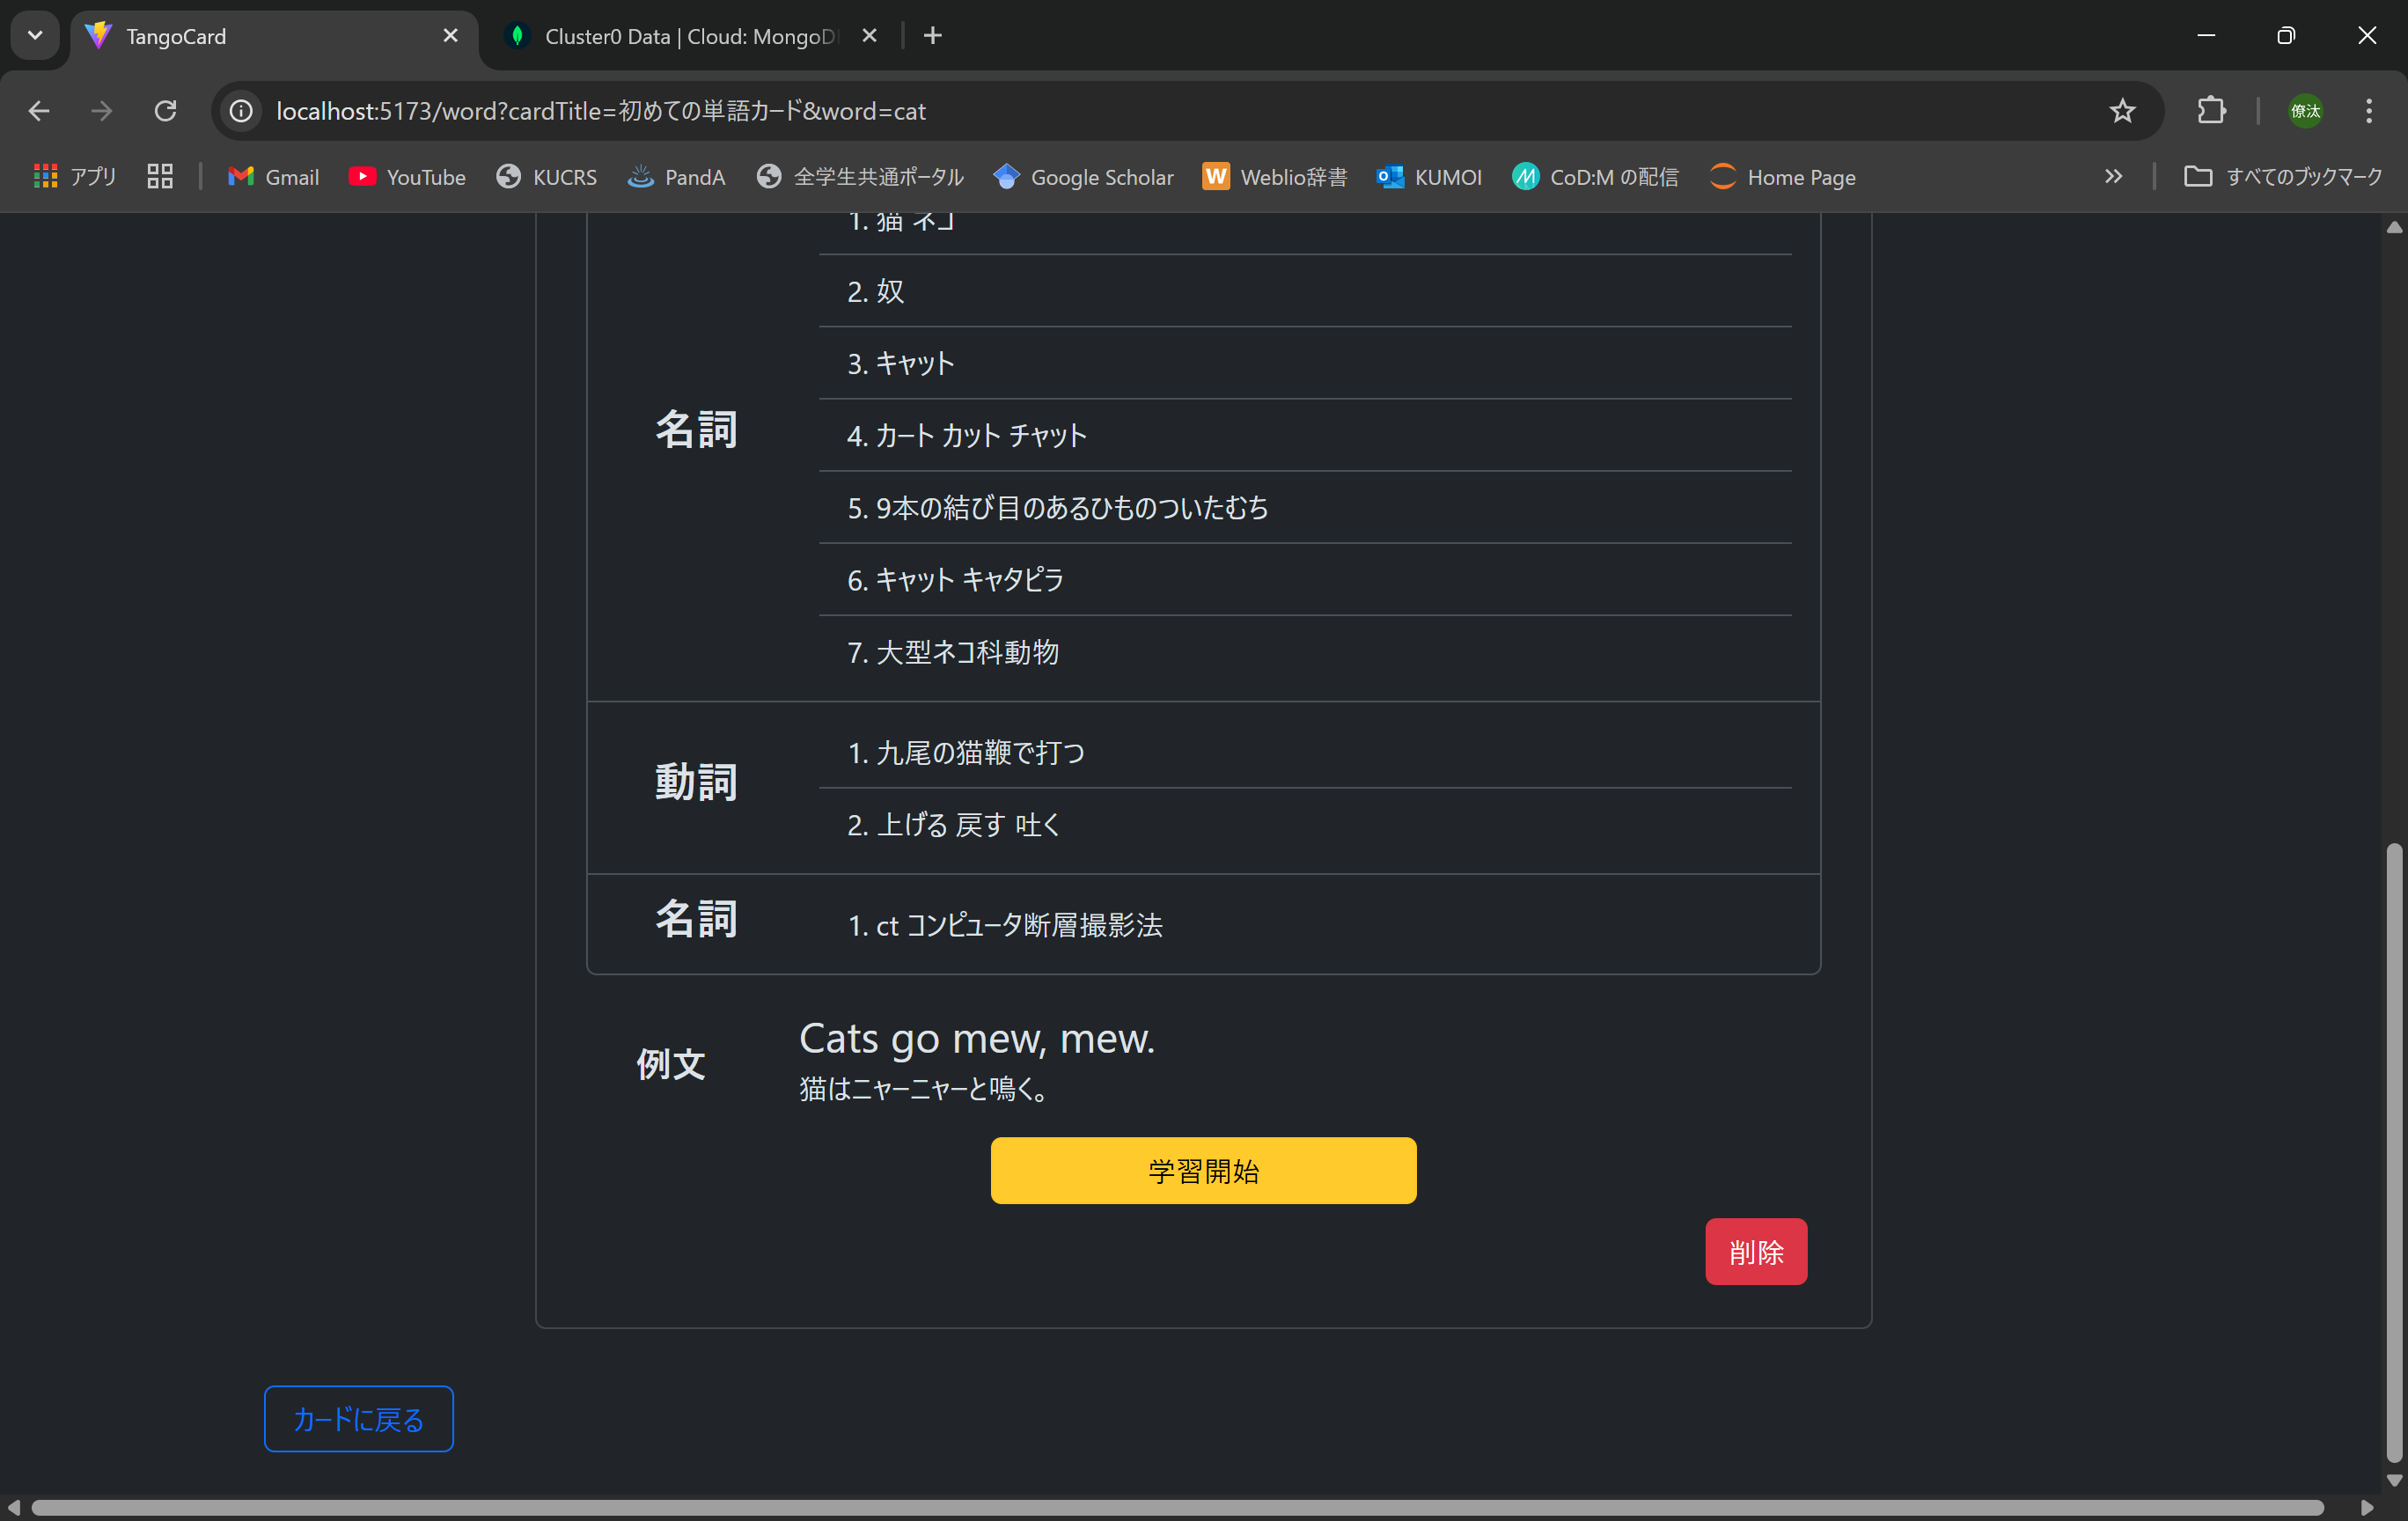 TangoCard
Cluster0 Data | Cloud: MongoD
localhost:5173/word?cardTitle=初めての単語カード&word=cat
僚汰
アプリ
Gmail
YouTube
KUCRS
PandA
全学生共通ポータル
Google Scholar
Weblio辞書
KUMOI
CoD:M の配信
Home Page
すべてのブックマーク
名詞
1. 猫 ネコ
2. 奴
3. キャット
4. カート カット チャット
5. 9本の結び目のあるひものついたむち
6. キャット キャタピラ
7. 大型ネコ科動物
動詞
1. 九尾の猫鞭で打つ
2. 上げる 戻す 吐く
名詞
1. ct コンピュータ断層撮影法
例文
Cats go mew, mew.
猫はニャーニャーと鳴く。
学習開始
削除
カードに戻る